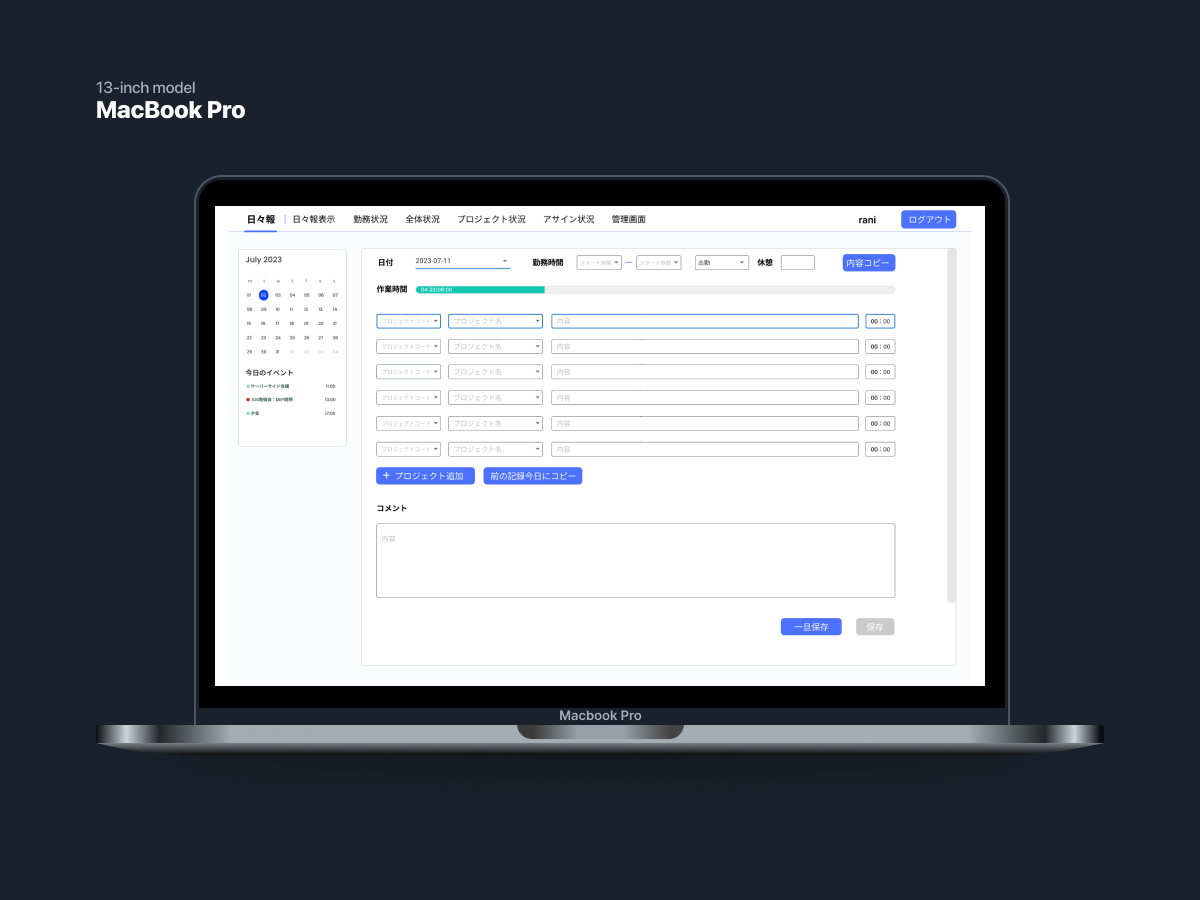 13-inch model
MacBook Pro
日々報 日々報表示 勤務状況 全体状況 プロジェクト状況 アサイン状況 管理画面 rani ログアウト
July 2023
M T W T F S S
01 02 03 04 05 06 07
08 09 10 11 12 13 14
15 16 17 18 19 20 21
22 23 24 25 26 27 28
29 30 31 01 02 03 04
今日のイベント
サーバーサイド会議 11:00
13:00
夕会 17:00
日付 2023-07-11 勤務時間 スタート時間 — スタート時間 出勤 休憩 内容コピー
作業時間 04:30/08:00
プロジェクトコード プロジェクト名 内容 00 : 00
プロジェクトコード プロジェクト名 内容 00 : 00
プロジェクトコード プロジェクト名 内容 00 : 00
プロジェクトコード プロジェクト名 内容 00 : 00
プロジェクトコード プロジェクト名 内容 00 : 00
プロジェクトコード プロジェクト名 内容 00 : 00
+ プロジェクト追加 前の記録今日にコピー
コメント
内容
一旦保存 保存
Macbook Pro